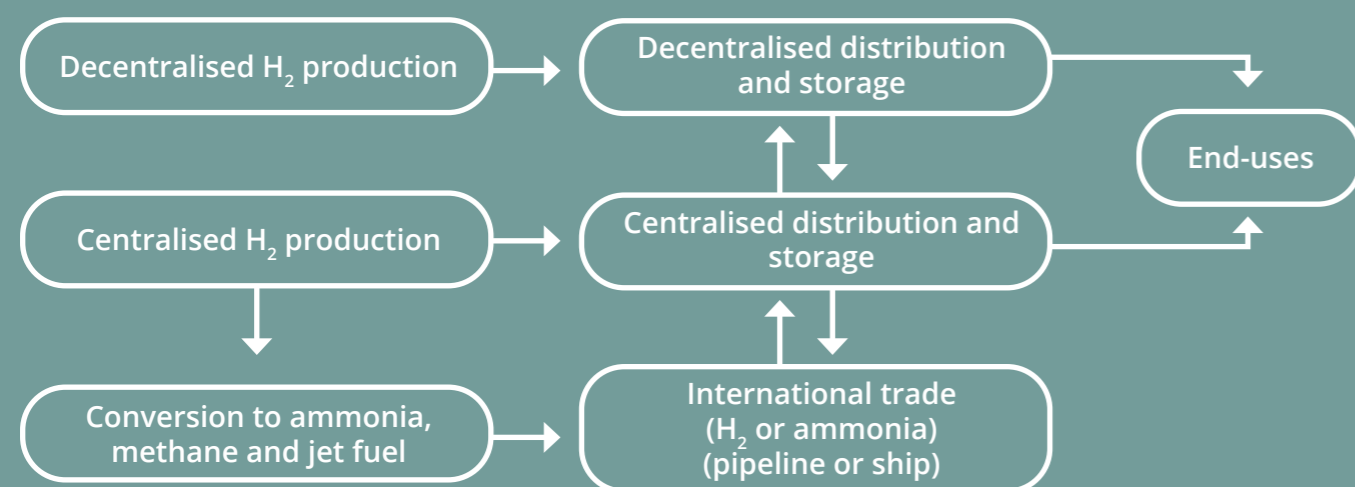 Decentralised H₂ production
Decentralised distribution
and storage
End-uses
Centralised H₂ production
Centralised distribution and
storage
Conversion to ammonia,
methane and jet fuel
International trade
(H₂ or ammonia)
(pipeline or ship)